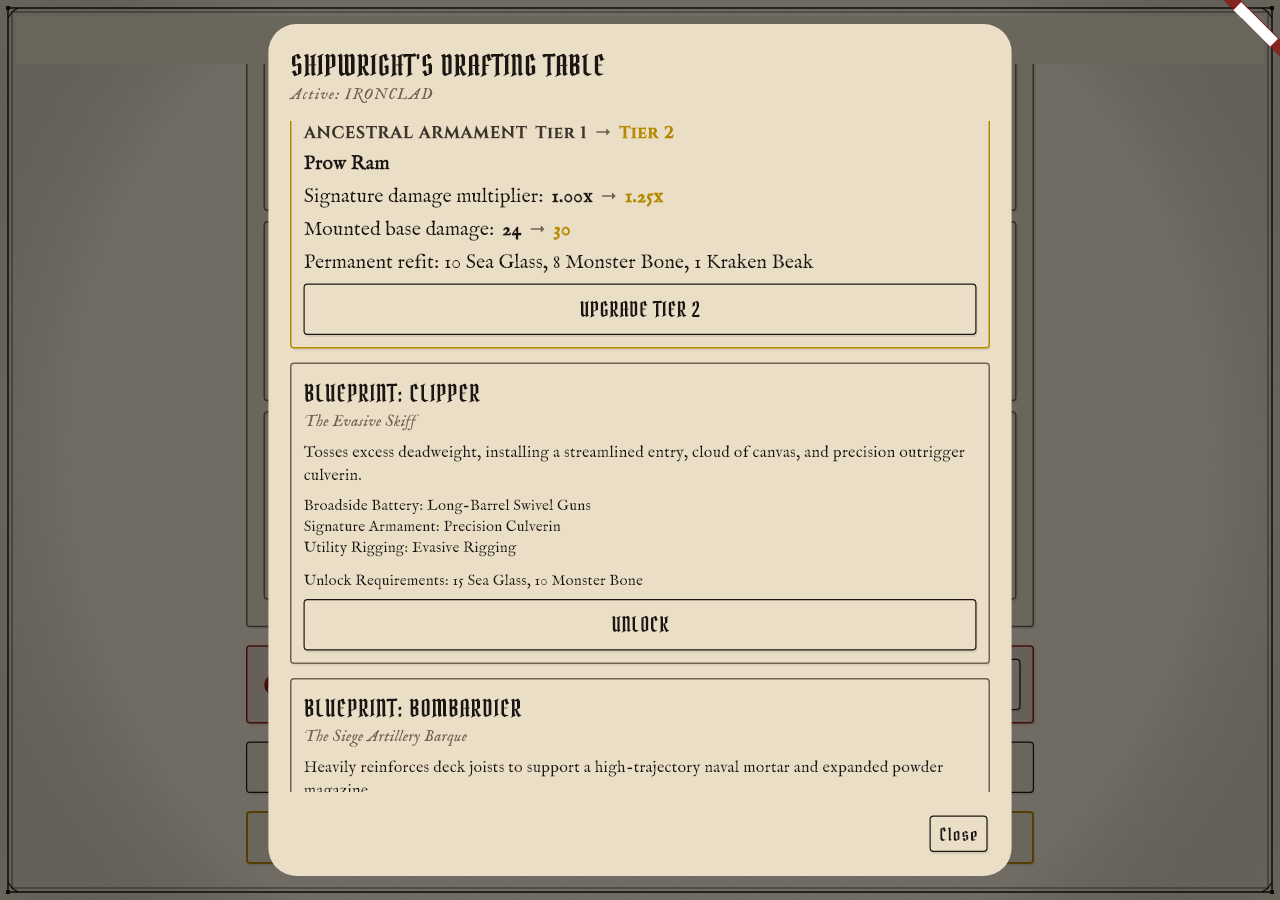 SHIPWRIGHT'S DRAFTING TABLE
Active: IRONCLAD
ANCESTRAL ARMAMENT TIER 1 → TIER 2
Prow Ram
Signature damage multiplier: 1.00x → 1.25x
Mounted base damage: 24 → 30
Permanent refit: 10 Sea Glass, 8 Monster Bone, 1 Kraken Beak
UPGRADE TIER 2
BLUEPRINT: CLIPPER
The Evasive Skiff
Tosses excess deadweight, installing a streamlined entry, cloud of canvas, and precision outrigger
culverin.
Broadside Battery: Long-Barrel Swivel Guns
Signature Armament: Precision Culverin
Utility Rigging: Evasive Rigging
Unlock Requirements: 15 Sea Glass, 10 Monster Bone
UNLOCK
BLUEPRINT: BOMBARDIER
The Siege Artillery Barque
Heavily reinforces deck joists to support a high-trajectory naval mortar and expanded powder
magazine.
Close